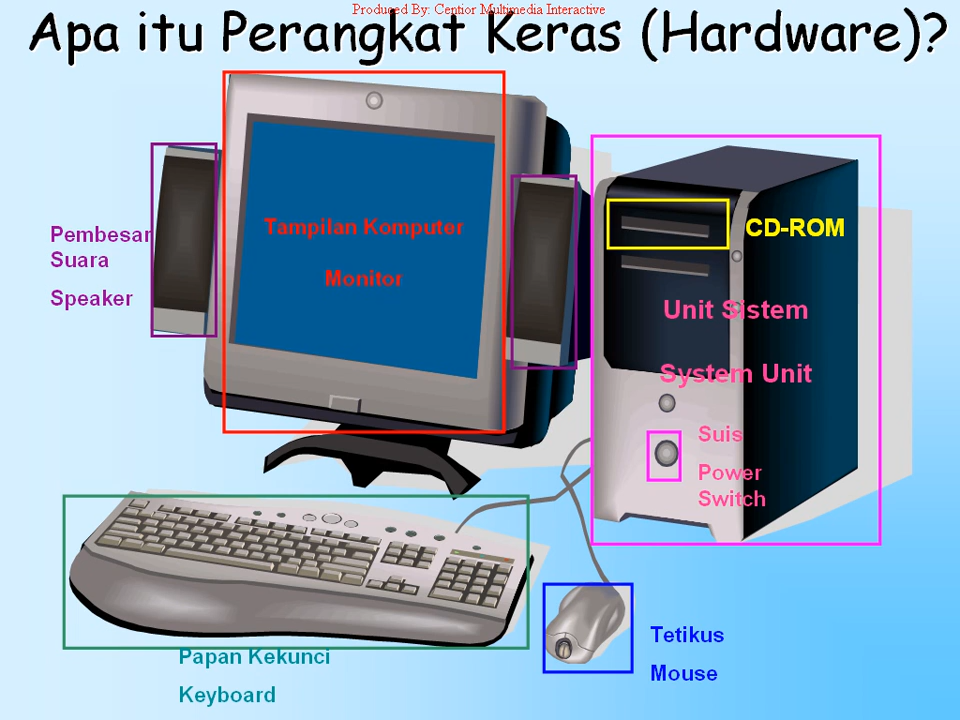 Produced By: Centior Multimedia Interactive
Apa itu Perangkat Keras (Hardware)?
Pembesar
Suara
Speaker
Tampilan Komputer
Monitor
CD-ROM
Unit Sistem
System Unit
Suis
Power
Switch
Papan Kekunci
Keyboard
Tetikus
Mouse